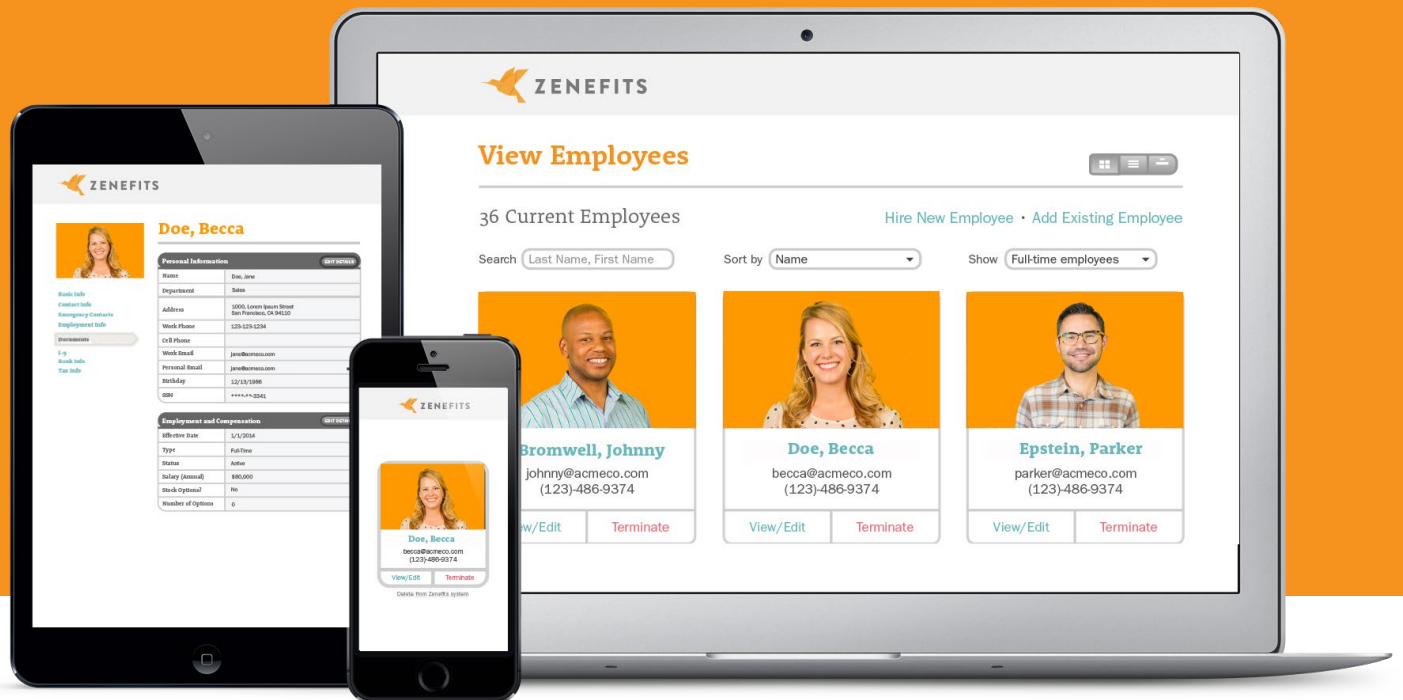 ZENEFITS
View Employees
36 Current Employees
Hire New Employee • Add Existing Employee
Search Last Name, First Name
Sort by Name
Show Full-time employees
Bromwell, Johnny
johnny@acmeco.com
(123)-486-9374
w/Edit Terminate
Doe, Becca
becca@acmeco.com
(123)-486-9374
View/Edit Terminate
Epstein, Parker
parker@acmeco.com
(123)-486-9374
View/Edit Terminate
ZENEFITS
Doe, Becca
Basic Info
Contact Info
Emergency Contacts
Employment Info
Documents
I-9
Bank Info
Tax Info
Personal Information EDIT DETAILS
Name Doe, Jane
Department Sales
Address 1000, Lorem Ipsum Street
San Francisco, CA 94110
Work Phone 123-123-1234
Cell Phone
Work Email jane@acmeco.com
Personal Email jane@acmeco.com
Birthday 12/13/1986
SSN ****-**-3341
Employment and Compensation EDIT DETAILS
Effective Date 1/1/2014
Type Full-Time
Status Active
Salary (Annual) $80,000
Stock Options? No
Number of Options 0
ZENEFITS
Doe, Becca
becca@acmeco.com
(123)-486-9374
View/Edit Terminate
Delete from Zenefits system